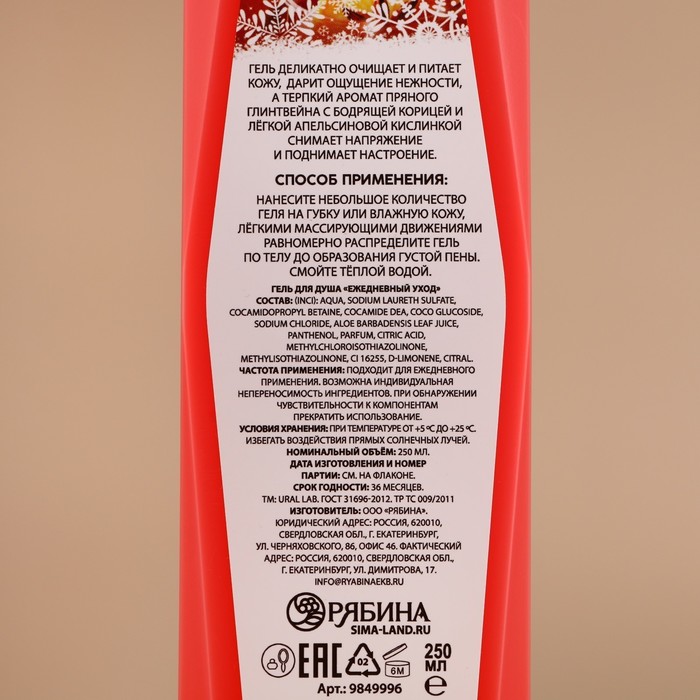 ГЕЛЬ ДЕЛИКАТНО ОЧИЩАЕТ И ПИТАЕТ
КОЖУ, ДАРИТ ОЩУЩЕНИЕ НЕЖНОСТИ,
А ТЕРПКИЙ АРОМАТ ПРЯНОГО
ГЛИНТВЕЙНА С БОДРЯЩЕЙ КОРИЦЕЙ И
ЛЁГКОЙ АПЕЛЬСИНОВОЙ КИСЛИНКОЙ
СНИМАЕТ НАПРЯЖЕНИЕ
И ПОДНИМАЕТ НАСТРОЕНИЕ.
СПОСОБ ПРИМЕНЕНИЯ:
НАНЕСИТЕ НЕБОЛЬШОЕ КОЛИЧЕСТВО
ГЕЛЯ НА ГУБКУ ИЛИ ВЛАЖНУЮ КОЖУ,
ЛЁГКИМИ МАССИРУЮЩИМИ ДВИЖЕНИЯМИ
РАВНОМЕРНО РАСПРЕДЕЛИТЕ ГЕЛЬ
ПО ТЕЛУ ДО ОБРАЗОВАНИЯ ГУСТОЙ ПЕНЫ.
СМОЙТЕ ТЁПЛОЙ ВОДОЙ.
ГЕЛЬ ДЛЯ ДУША «ЕЖЕДНЕВНЫЙ УХОД»
СОСТАВ: (INCI): AQUA, SODIUM LAURETH SULFATE,
COCAMIDOPROPYL BETAINE, COCAMIDE DEA, COCO GLUCOSIDE,
SODIUM CHLORIDE, ALOE BARBADENSIS LEAF JUICE,
PANTHENOL, PARFUM, CITRIC ACID,
METHYLCHLOROISOTHIAZOLINONE,
METHYLISOTHIAZOLINONE, CI 16255, D-LIMONENE, CITRAL.
ЧАСТОТА ПРИМЕНЕНИЯ: ПОДХОДИТ ДЛЯ ЕЖЕДНЕВНОГО
ПРИМЕНЕНИЯ. ВОЗМОЖНА ИНДИВИДУАЛЬНАЯ
НЕПЕРЕНОСИМОСТЬ ИНГРЕДИЕНТОВ. ПРИ ОБНАРУЖЕНИИ
ЧУВСТВИТЕЛЬНОСТИ К КОМПОНЕНТАМ
ПРЕКРАТИТЬ ИСПОЛЬЗОВАНИЕ.
УСЛОВИЯ ХРАНЕНИЯ: ПРИ ТЕМПЕРАТУРЕ ОТ +5 ºС ДО +25 ºС.
ИЗБЕГАТЬ ВОЗДЕЙСТВИЯ ПРЯМЫХ СОЛНЕЧНЫХ ЛУЧЕЙ.
НОМИНАЛЬНЫЙ ОБЪЁМ: 250 МЛ.
ДАТА ИЗГОТОВЛЕНИЯ И НОМЕР
ПАРТИИ: СМ. НА ФЛАКОНЕ.
СРОК ГОДНОСТИ: 36 МЕСЯЦЕВ.
TM: URAL LAB. ГОСТ 31696-2012. ТР ТС 009/2011
ИЗГОТОВИТЕЛЬ: ООО «РЯБИНА».
ЮРИДИЧЕСКИЙ АДРЕС: РОССИЯ, 620010,
СВЕРДЛОВСКАЯ ОБЛ., Г. ЕКАТЕРИНБУРГ,
УЛ. ЧЕРНЯХОВСКОГО, 86, ОФИС 46. ФАКТИЧЕСКИЙ
АДРЕС: РОССИЯ, 620010, СВЕРДЛОВСКАЯ ОБЛ.,
Г. ЕКАТЕРИНБУРГ, УЛ. ДИМИТРОВА, 17.
INFO@RYABINAEKB.RU
РЯБИНА
SIMA-LAND.RU
EAC 02 6M 250 МЛ
Арт.: 9849996 e